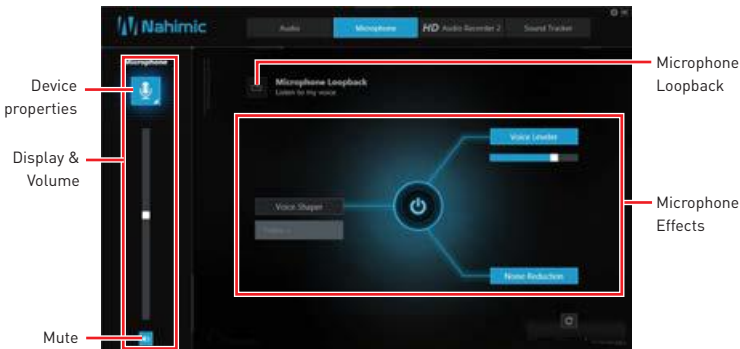 Nahimic
Audio
Microphone
HD Audio Recorder 2
Sound Tracker
Microphone
Microphone Loopback
Listen to my voice
Voice Leveler
Voice Shaper
Noise Reduction
Device
properties
Display &
Volume
Mute
Microphone
Loopback
Microphone
Effects